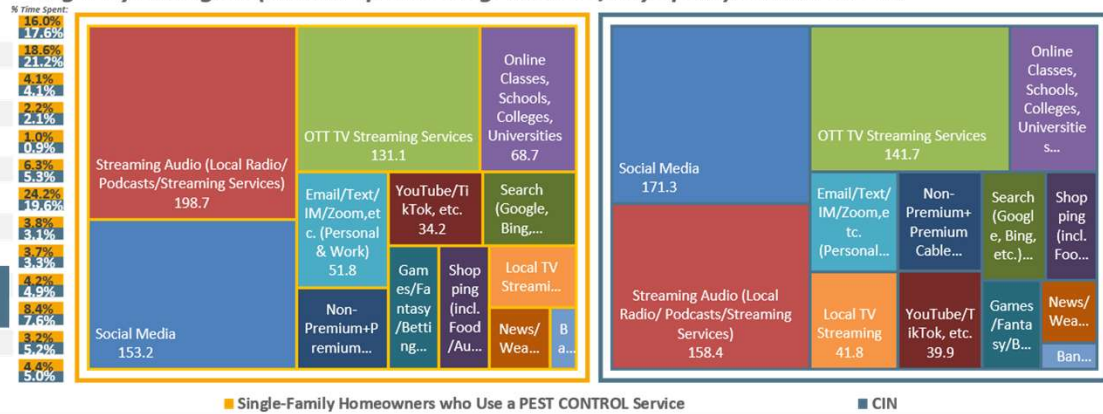 % Time Spent:
16.0%
17.6%
18.6%
21.2%
4.1%
4.1%
2.2%
2.1%
1.0%
0.9%
6.3%
5.3%
24.2%
19.6%
3.8%
3.1%
3.7%
3.3%
4.2%
4.9%
8.4%
7.6%
3.2%
5.2%
4.4%
5.0%
Streaming Audio (Local Radio/
Podcasts/Streaming Services)
198.7
Social Media
153.2
OTT TV Streaming Services
131.1
Online
Classes,
Schools,
Colleges,
Universities
68.7
Email/Text/
IM/Zoom,et
c. (Personal
& Work)
51.8
YouTube/Ti
kTok, etc.
34.2
Search
(Google,
Bing,...
Non-
Premium+P
remium...
Gam
es/Fa
ntasy
/Betti
ng...
Shop
ping
(incl.
Food
/Au...
Local TV
Streami...
News/
Wea...
B
a...
Social Media
171.3
Streaming Audio (Local
Radio/ Podcasts/Streaming
Services)
158.4
OTT TV Streaming Services
141.7
Online
Classes,
Schools,
Colleges,
Universitie
s...
Email/Text/
IM/Zoom,e
tc.
(Personal...
Non-
Premium+
Premium
Cable...
Search
(Googl
e, Bing,
etc.)...
Shop
ping
(incl.
Foo...
Local TV
Streaming
41.8
YouTube/T
ikTok, etc.
39.9
Games
/Fanta
sy/B...
News/
Wea...
Ban...
Single-Family Homeowners who Use a PEST CONTROL Service
CIN